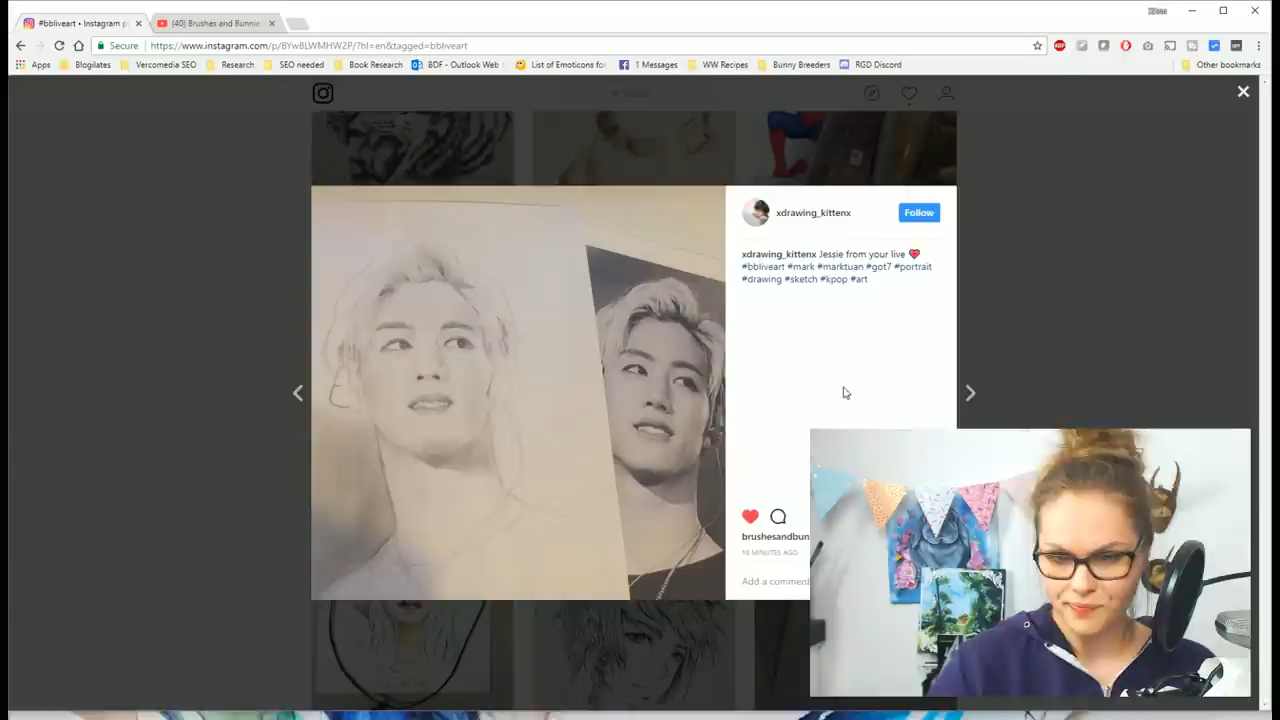 #bbliveart • Instagram p
(40) Brushes and Bunnie
Secure
https://www.instagram.com/p/BYwBLWMHW2P/?hl=en&tagged=bbliveart
Apps
Blogilates
Vercomedia SEO
Research
SEO needed
Book Research
BDF - Outlook Web
List of Emoticons for
1 Messages
WW Recipes
Bunny Breeders
RGD Discord
Other bookmarks
xdrawing_kittenx
Follow
xdrawing_kittenx Jessie from your live
#bbliveart #mark #marktuan #got7 #portrait
#drawing #sketch #kpop #art
brushesandbun
Add a comment